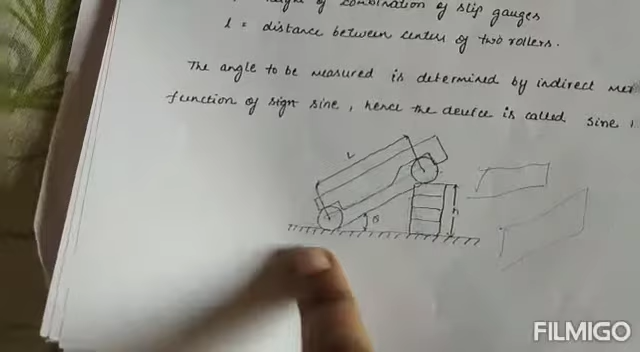 of combination of slip gauges
l = distance between centers of two rollers.
The angle to be measured is determined by indirect
function of sign sine, hence the device is called sine
L
h
θ
FILMIGO